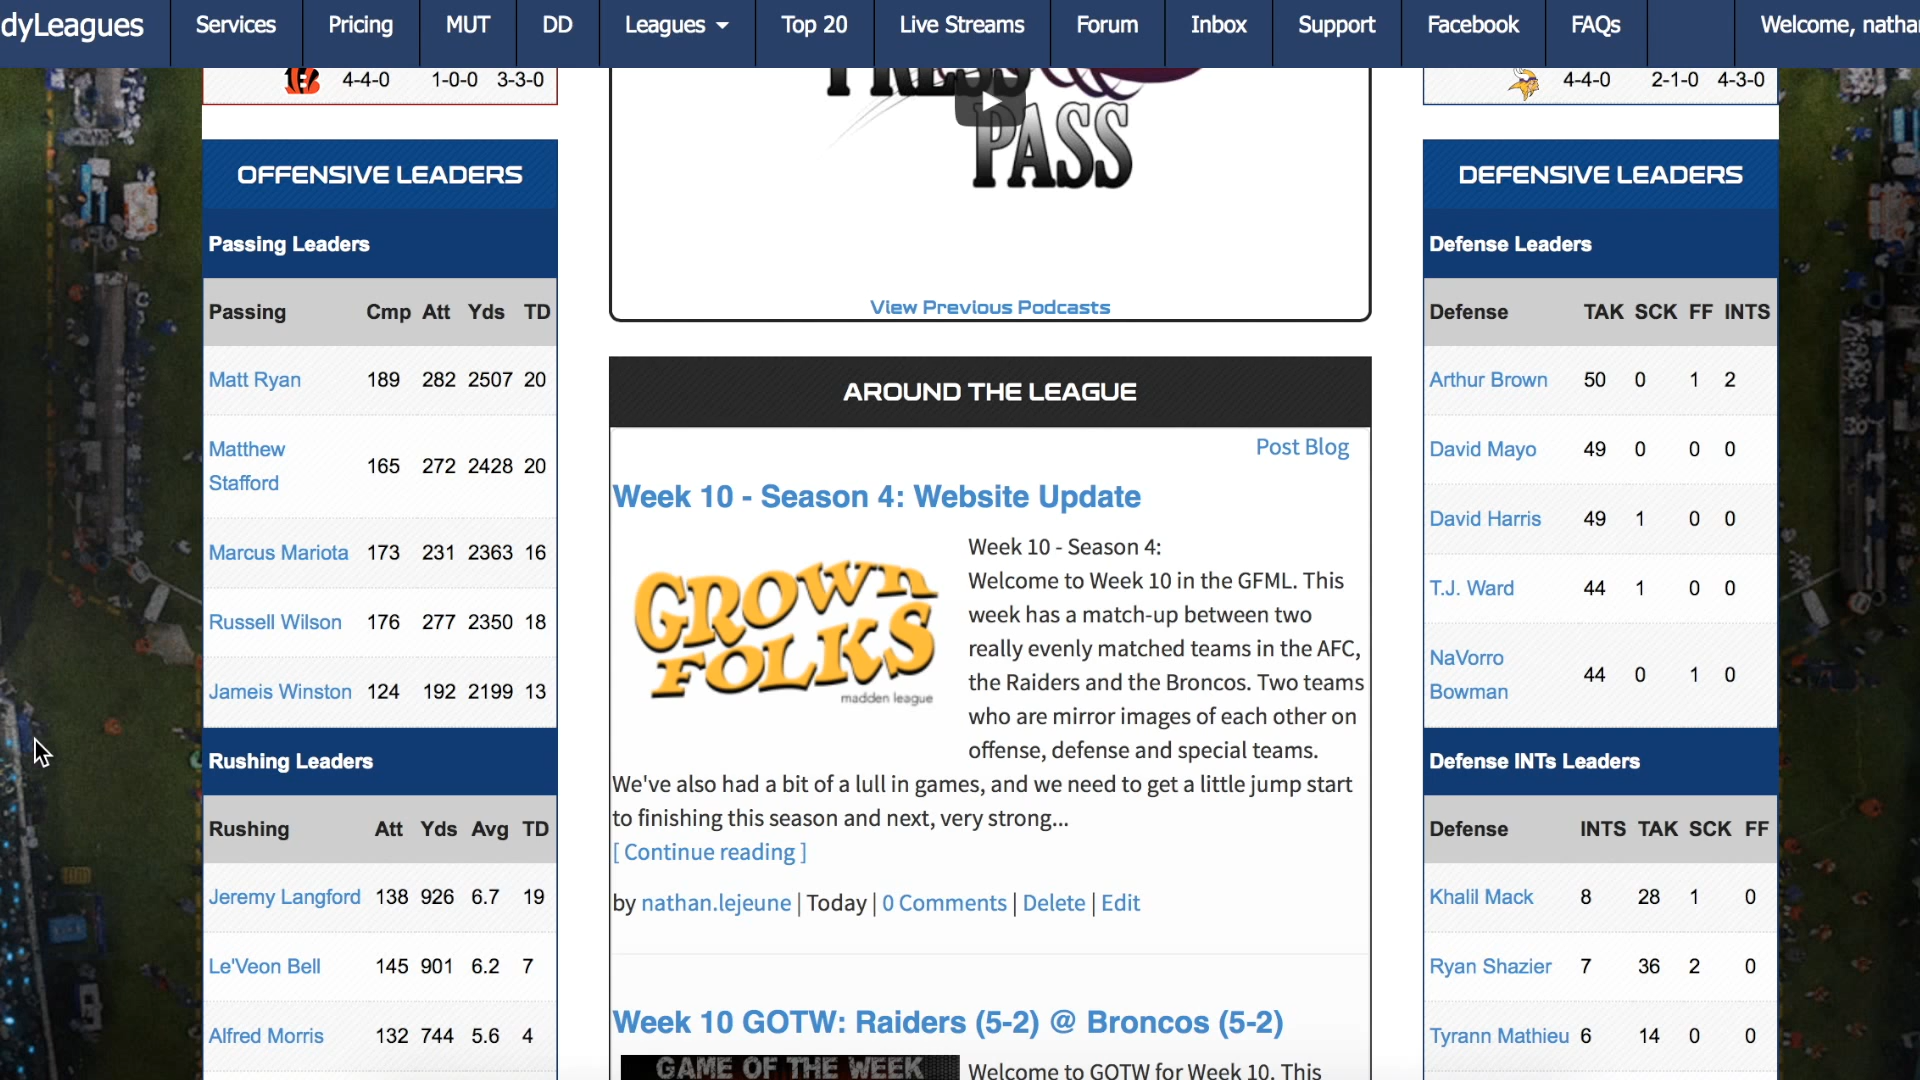 dyLeagues
Services
Pricing
MUT
DD
Leagues
Top 20
Live Streams
Forum
Inbox
Support
Facebook
FAQs
Welcome, nathan
4-4-0 1-0-0 3-3-0
OFFENSIVE LEADERS
Passing Leaders
Passing Cmp Att Yds TD
Matt Ryan 189 282 2507 20
Matthew
Stafford 165 272 2428 20
Marcus Mariota 173 231 2363 16
Russell Wilson 176 277 2350 18
Jameis Winston 124 192 2199 13
Rushing Leaders
Rushing Att Yds Avg TD
Jeremy Langford 138 926 6.7 19
Le'Veon Bell 145 901 6.2 7
Alfred Morris 132 744 5.6 4
PRESS
PASS
View Previous Podcasts
AROUND THE LEAGUE
Post Blog
Week 10 - Season 4: Website Update
GROWN
FOLKS
madden league
Week 10 - Season 4:
Welcome to Week 10 in the GFML. This
week has a match-up between two
really evenly matched teams in the AFC,
the Raiders and the Broncos. Two teams
who are mirror images of each other on
offense, defense and special teams.
We've also had a bit of a lull in games, and we need to get a little jump start
to finishing this season and next, very strong...
[ Continue reading ]
by nathan.lejeune | Today | 0 Comments | Delete | Edit
Week 10 GOTW: Raiders (5-2) @ Broncos (5-2)
GAME OF THE WEEK
Welcome to GOTW for Week 10. This
4-4-0 2-1-0 4-3-0
DEFENSIVE LEADERS
Defense Leaders
Defense TAK SCK FF INTS
Arthur Brown 50 0 1 2
David Mayo 49 0 0 0
David Harris 49 1 0 0
T.J. Ward 44 1 0 0
NaVorro
Bowman 44 0 1 0
Defense INTs Leaders
Defense INTS TAK SCK FF
Khalil Mack 8 28 1 0
Ryan Shazier 7 36 2 0
Tyrann Mathieu 6 14 0 0